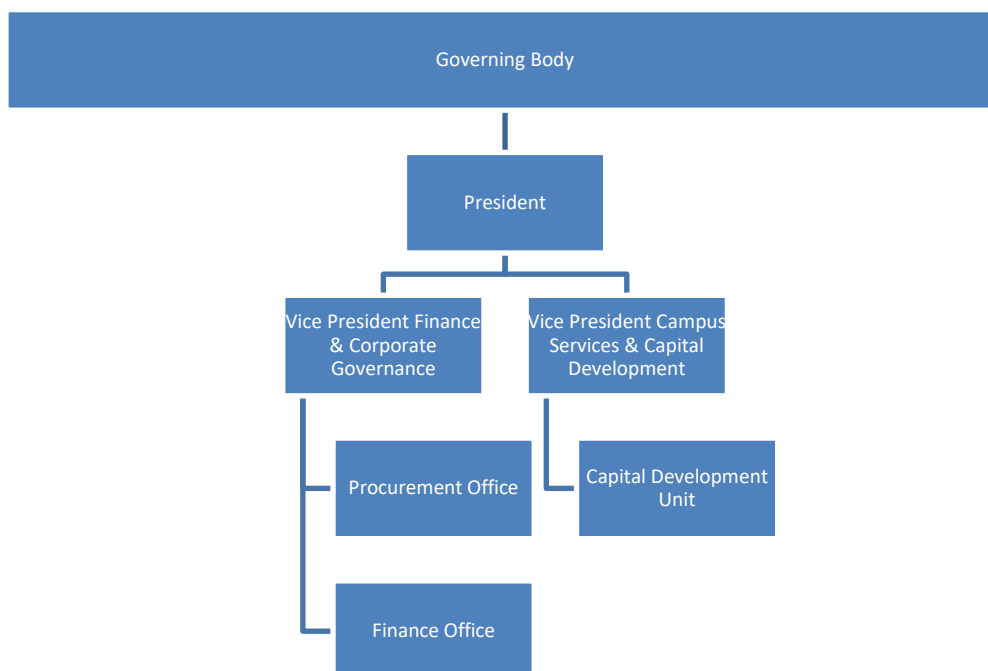 Governing Body
President
Vice President Finance
& Corporate
Governance
Vice President Campus
Services & Capital
Development
Procurement Office
Capital Development
Unit
Finance Office